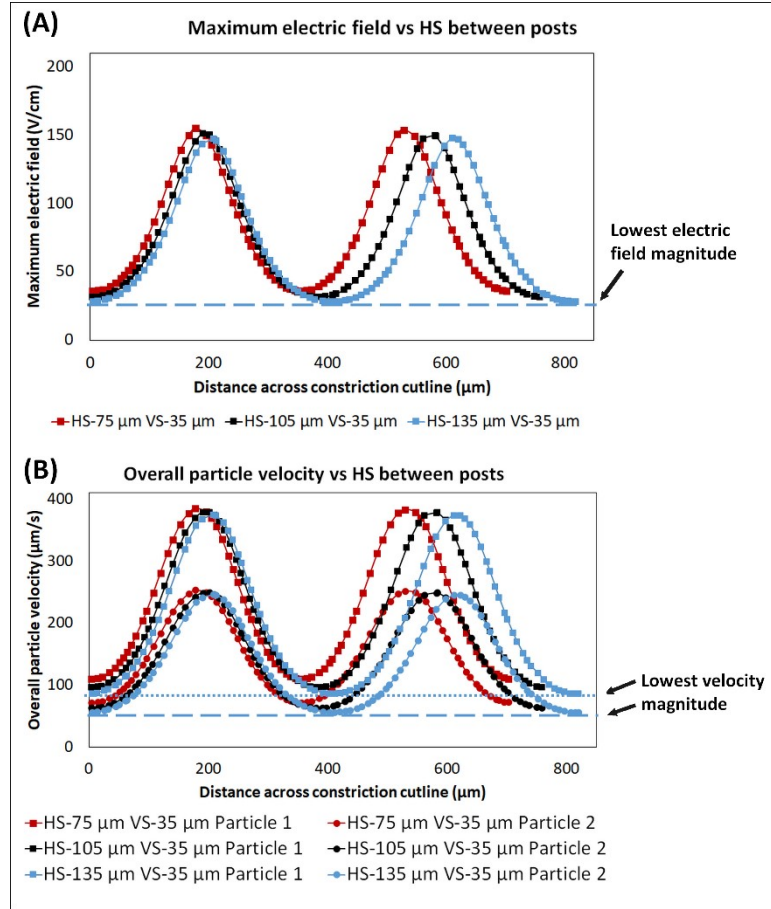 (A)
Maximum electric field vs HS between posts
Maximum electric field (V/cm)
200
150
100
50
0
0 200 400 600 800
Distance across constriction cutline (µm)
Lowest electric
field magnitude
HS-75 µm VS-35 µm HS-105 µm VS-35 µm HS-135 µm VS-35 µm
(B)
Overall particle velocity vs HS between posts
Overall particle velocity (µm/s)
400
300
200
100
0
0 200 400 600 800
Distance across constriction cutline (µm)
Lowest velocity
magnitude
HS-75 µm VS-35 µm Particle 1 HS-75 µm VS-35 µm Particle 2
HS-105 µm VS-35 µm Particle 1 HS-105 µm VS-35 µm Particle 2
HS-135 µm VS-35 µm Particle 1 HS-135 µm VS-35 µm Particle 2